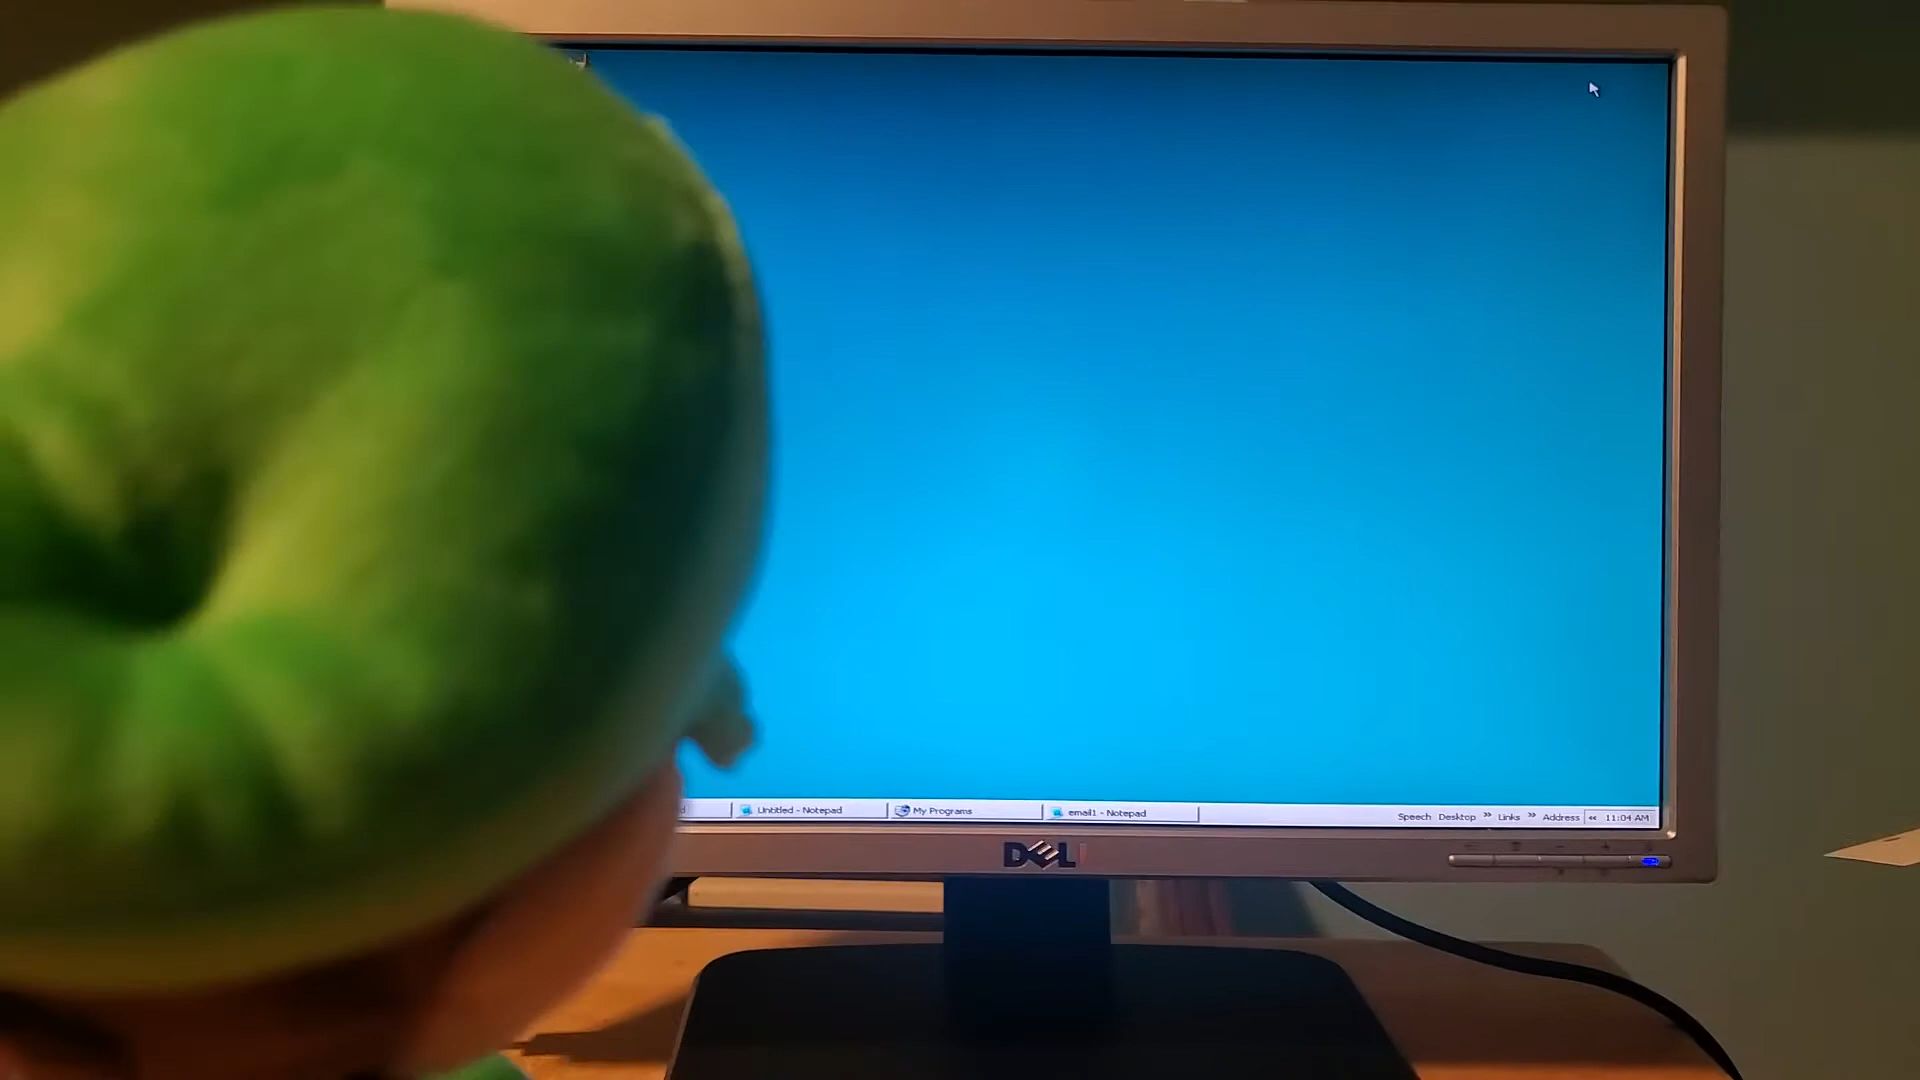 Untitled - Notepad
My Programs
email1 - Notepad
Speech Desktop » Links » Address « 11:04 AM
DELL